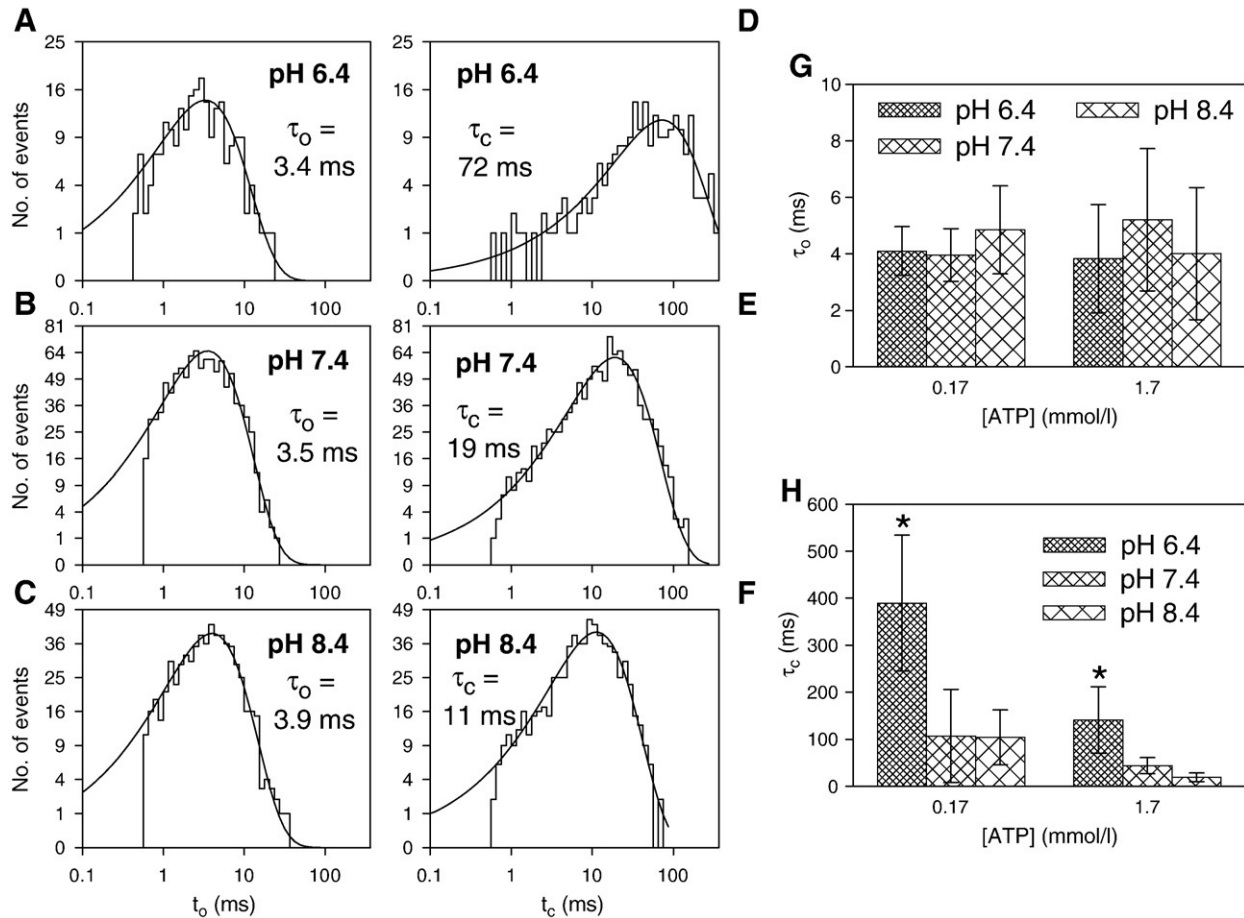 A
D
25
16
9
4
1
0
No. of events
pH 6.4
τo =
3.4 ms
0.1
1
10
100
25
16
9
4
1
0
pH 6.4
τc =
72 ms
0.1
1
10
100
B
E
81
64
49
36
25
16
9
4
1
0
No. of events
pH 7.4
τo =
3.5 ms
0.1
1
10
100
81
64
49
36
25
16
9
4
1
0
pH 7.4
τc =
19 ms
0.1
1
10
100
C
F
49
36
25
16
9
4
1
0
No. of events
pH 8.4
τo =
3.9 ms
0.1
1
10
100
to (ms)
49
36
25
16
9
4
1
0
pH 8.4
τc =
11 ms
0.1
1
10
100
tc (ms)
G
10
8
6
4
2
0
τo (ms)
pH 6.4
pH 8.4
pH 7.4
0.17
1.7
[ATP] (mmol/l)
H
600
500
400
300
200
100
0
τc (ms)
*
*
pH 6.4
pH 7.4
pH 8.4
0.17
1.7
[ATP] (mmol/l)